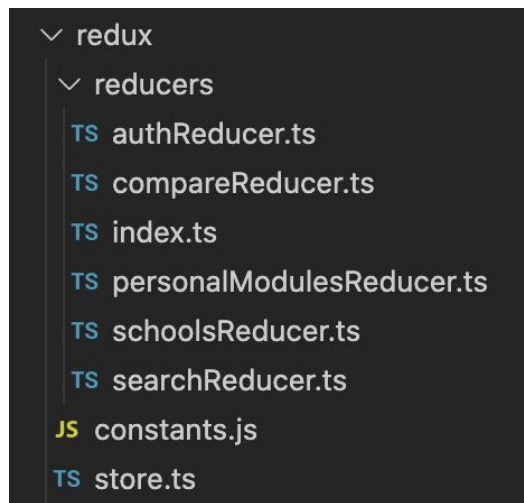 redux
reducers
TS authReducer.ts
TS compareReducer.ts
TS index.ts
TS personalModulesReducer.ts
TS schoolsReducer.ts
TS searchReducer.ts
JS constants.js
TS store.ts